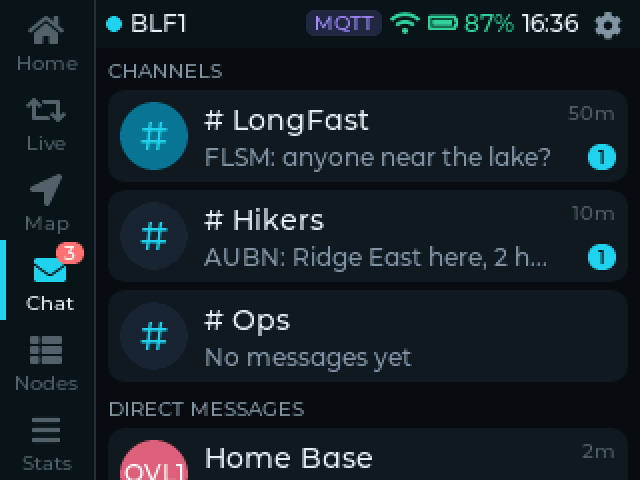 BLF1
MQTT 87% 16:36
Home
Live
Map
3
Chat
Nodes
Stats
CHANNELS
# # LongFast 50m
FLSM: anyone near the lake? 1
# # Hikers 10m
AUBN: Ridge East here, 2 h... 1
# # Ops
No messages yet
DIRECT MESSAGES
OVL1 Home Base 2m